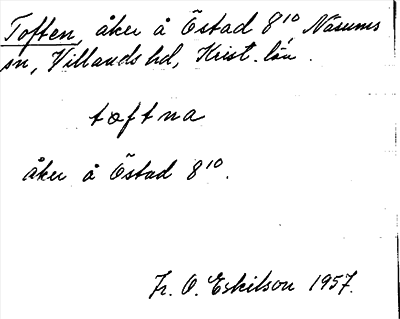 Toften, åker å Östad 8¹⁰, Näsums
sn, Villands hd, Krist. län.
toftna
åker å Östad 8¹⁰.
Fr. O. Eskilson 1957.